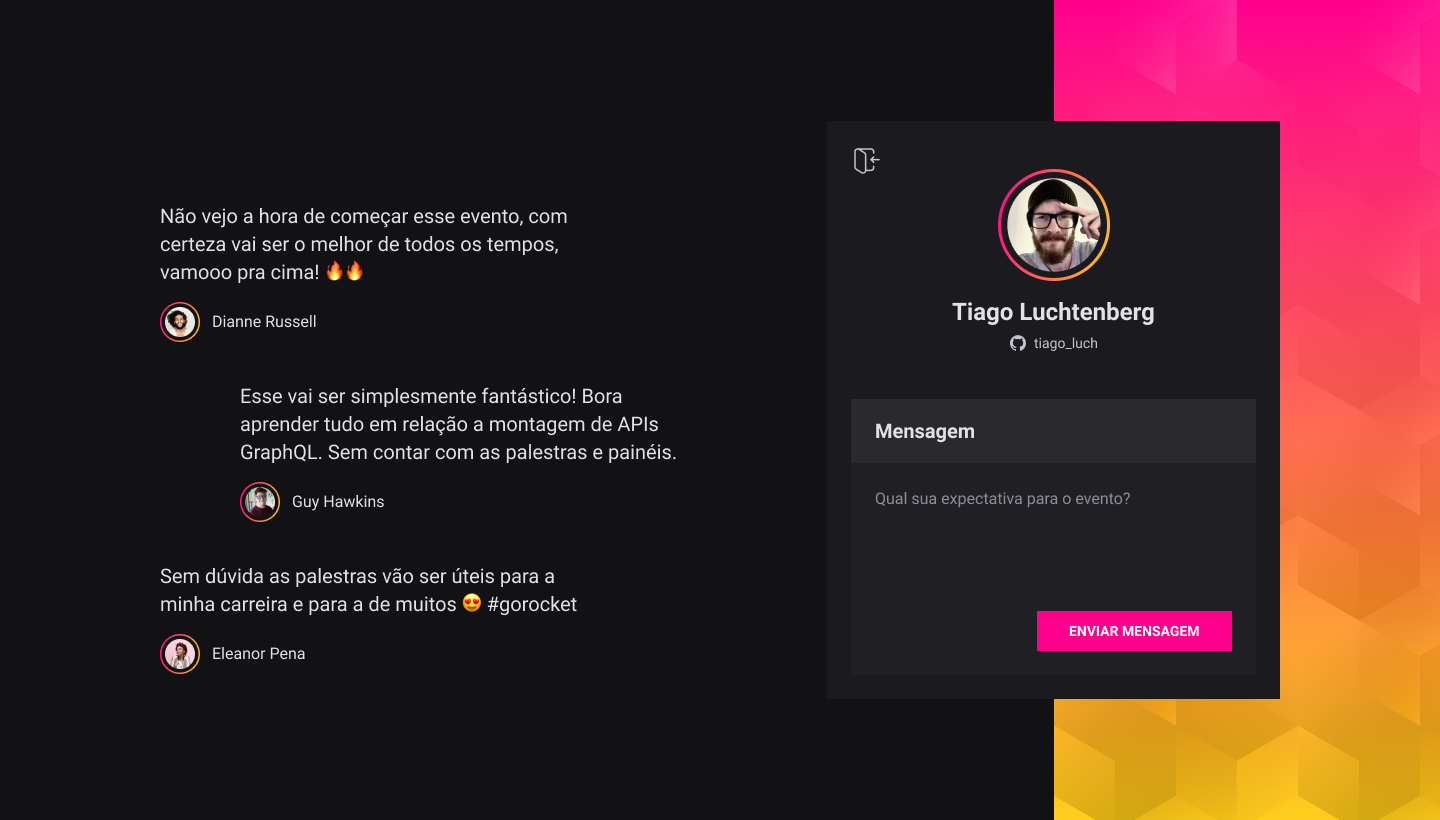 Não vejo a hora de começar esse evento, com
certeza vai ser o melhor de todos os tempos,
vamooo pra cima! 🔥🔥
Dianne Russell
Esse vai ser simplesmente fantástico! Bora
aprender tudo em relação a montagem de APIs
GraphQL. Sem contar com as palestras e painéis.
Guy Hawkins
Sem dúvida as palestras vão ser úteis para a
minha carreira e para a de muitos 😍 #gorocket
Eleanor Pena
Tiago Luchtenberg
tiago_luch
Mensagem
Qual sua expectativa para o evento?
ENVIAR MENSAGEM